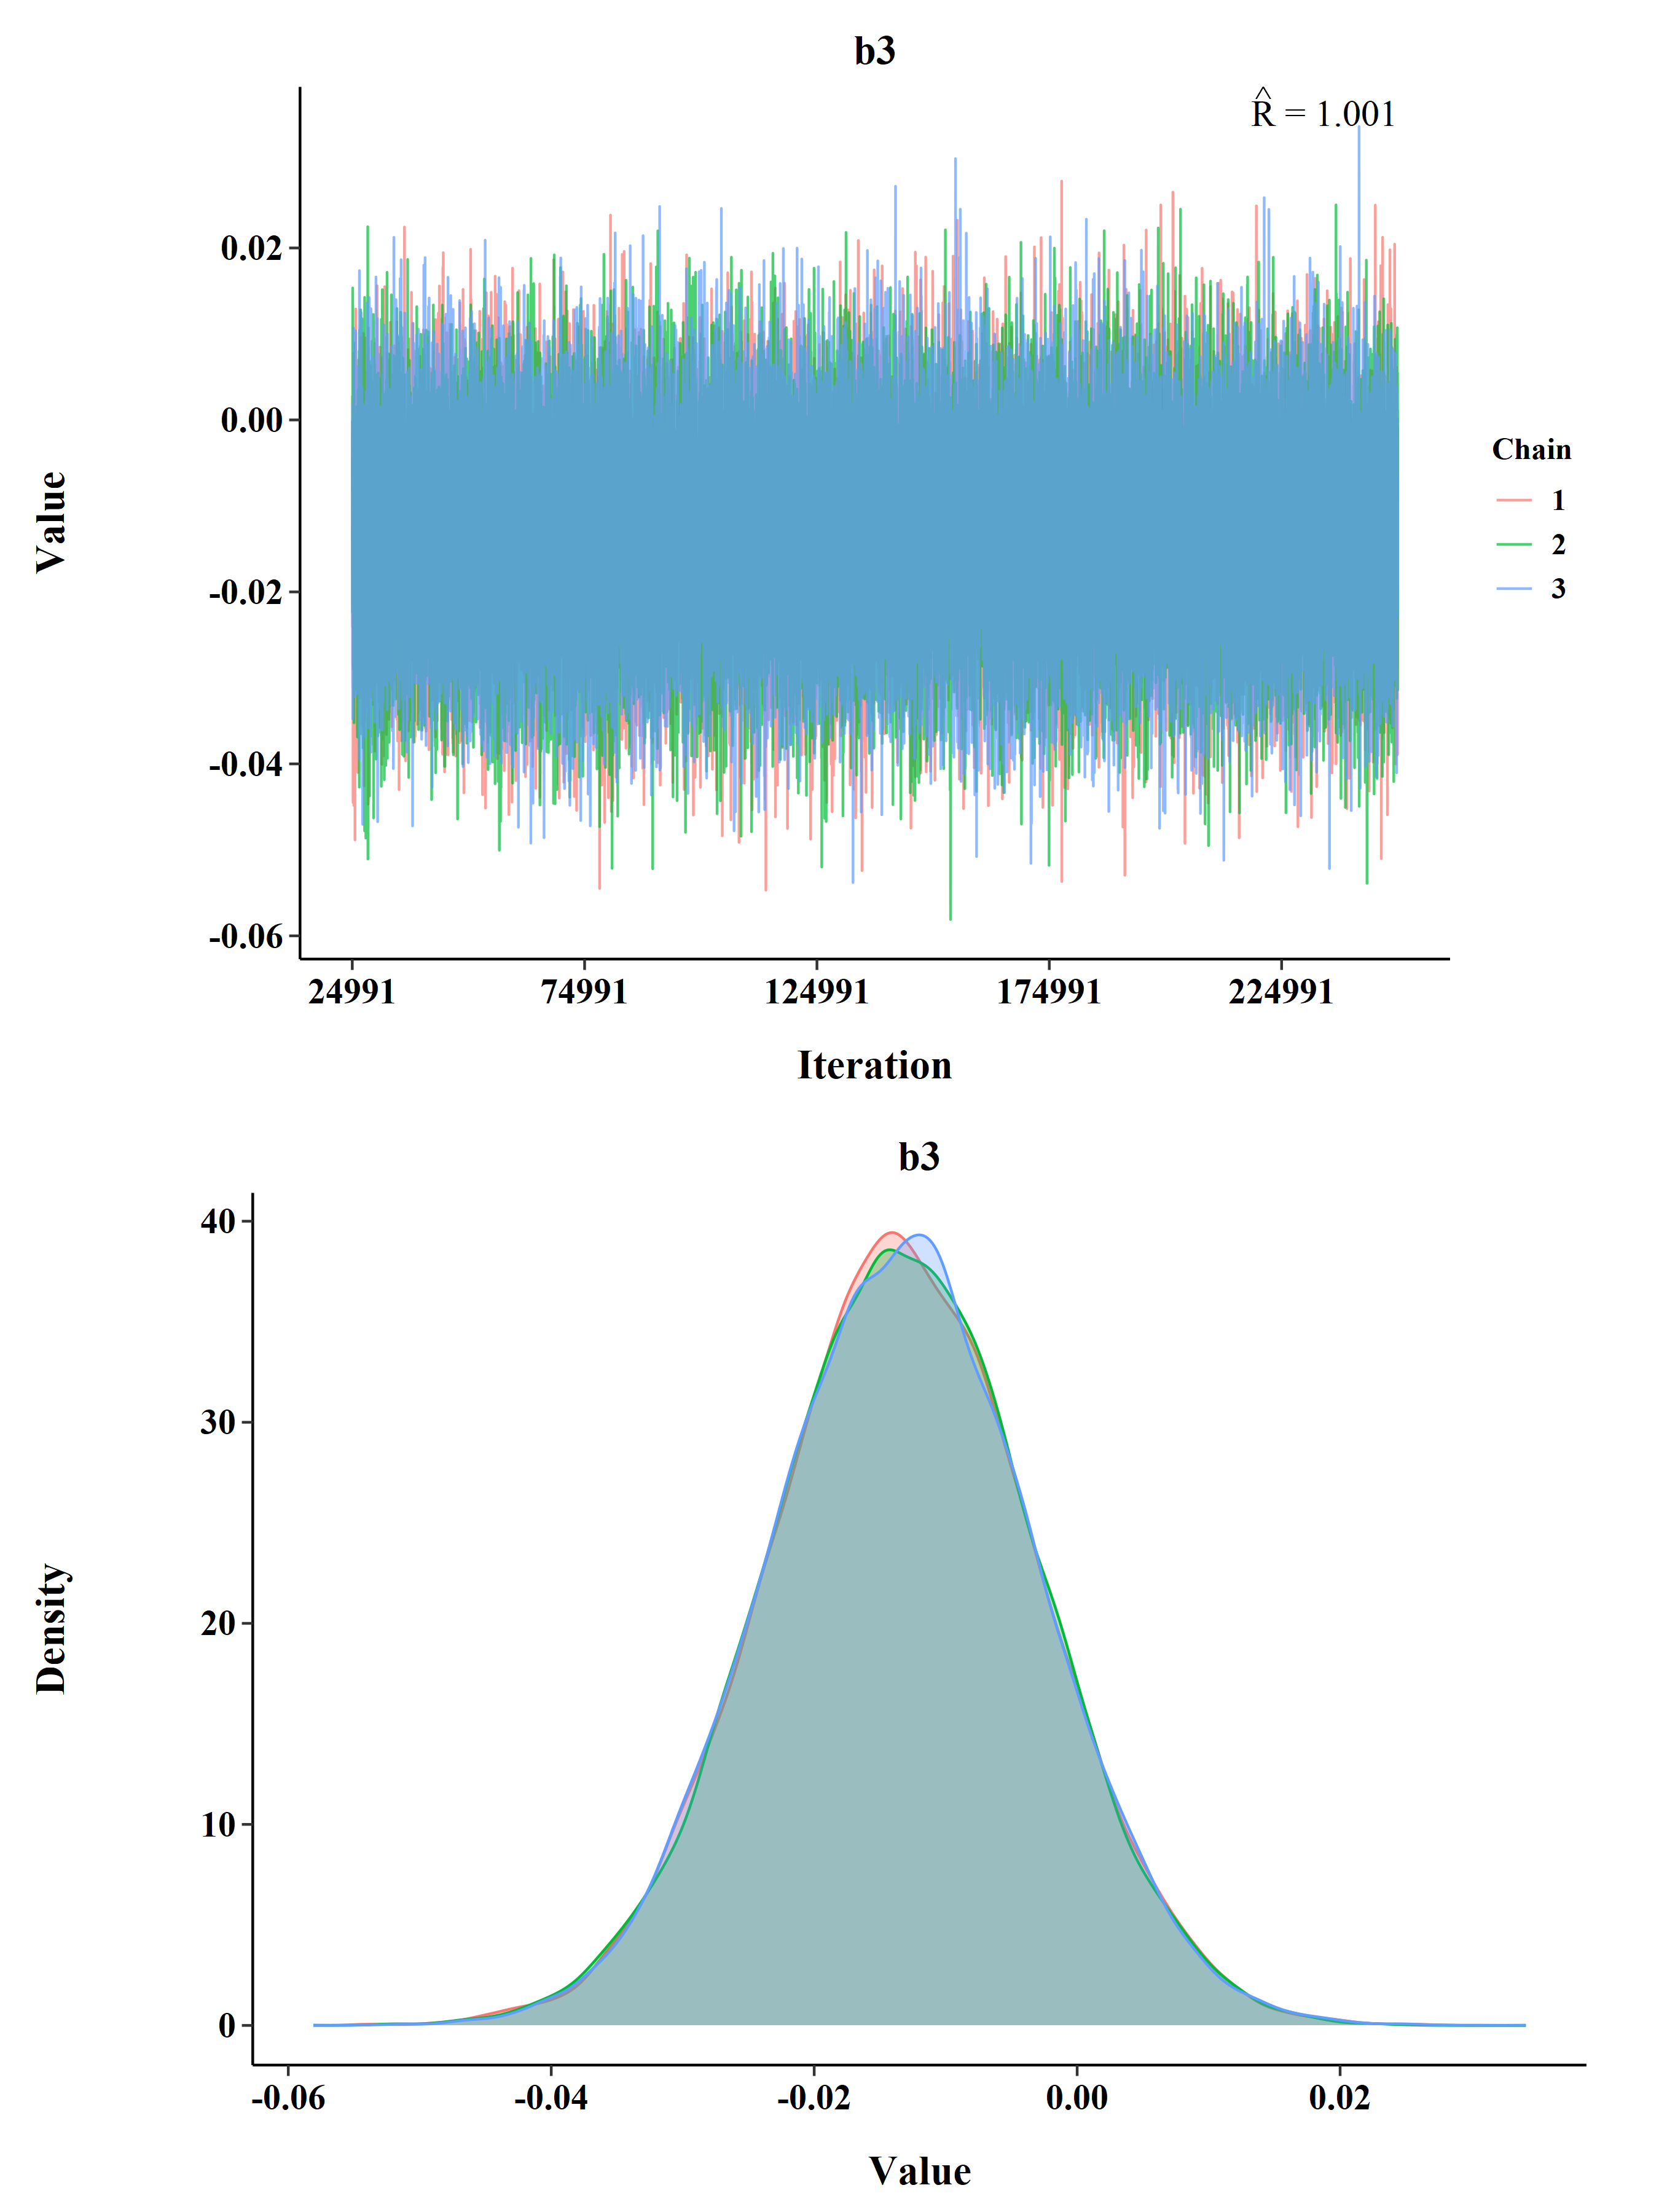 b3
R̂ = 1.001
Value
0.02
0.00
-0.02
-0.04
-0.06
24991 74991 124991 174991 224991
Iteration
Chain
1
2
3
b3
Density
40
30
20
10
0
-0.06 -0.04 -0.02 0.00 0.02
Value